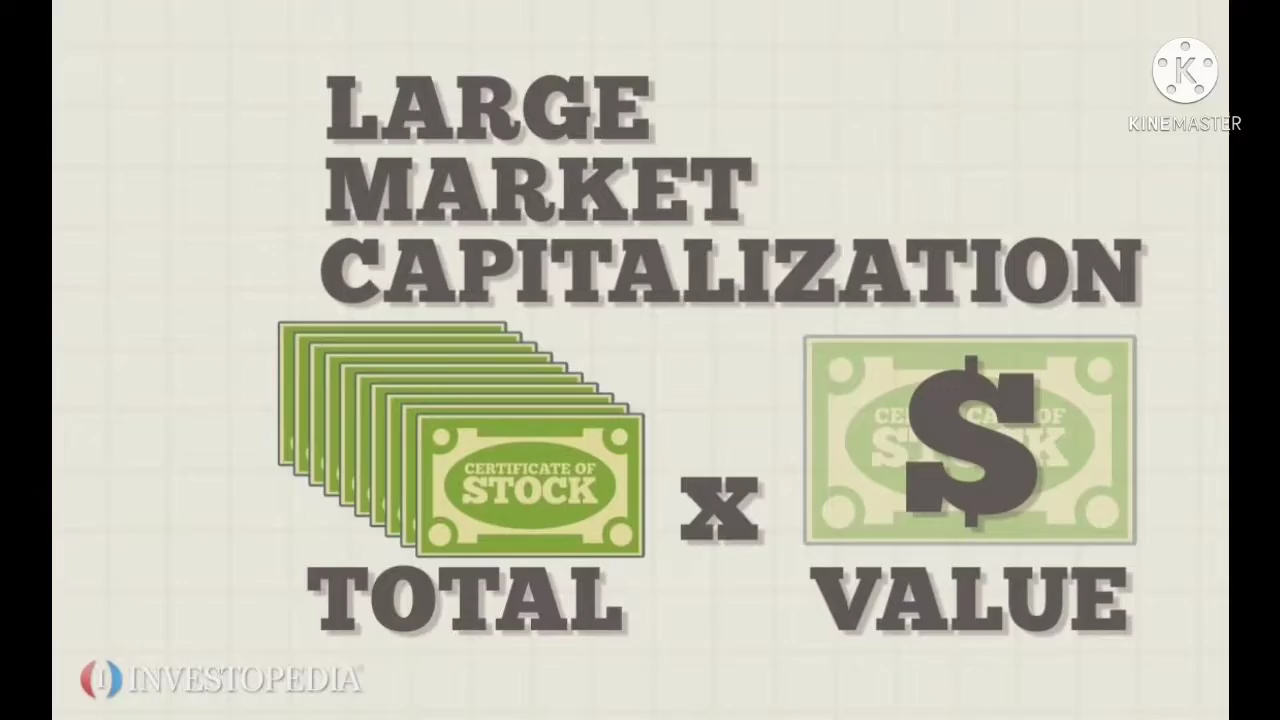 LARGE
MARKET
CAPITALIZATION
CERTIFICATE OF
STOCK
X
$
TOTAL
VALUE
INVESTOPEDIA
K
KINEMASTER